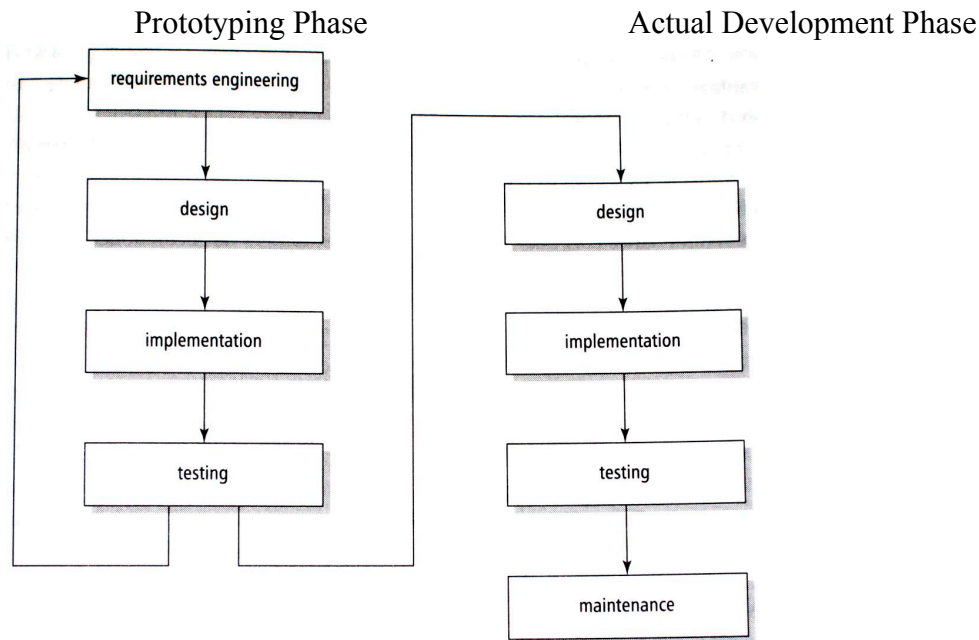 Prototyping Phase
Actual Development Phase
requirements engineering
design
implementation
testing
design
implementation
testing
maintenance